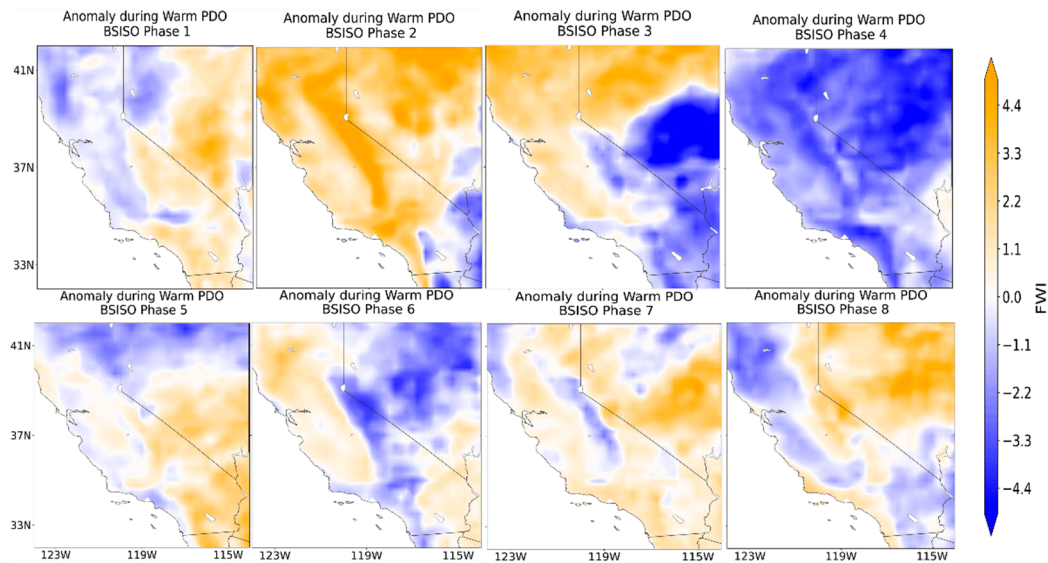 Anomaly during Warm PDO
BSISO Phase 1
Anomaly during Warm PDO
BSISO Phase 2
Anomaly during Warm PDO
BSISO Phase 3
Anomaly during Warm PDO
BSISO Phase 4
41N
37N
33N
Anomaly during Warm PDO
BSISO Phase 5
Anomaly during Warm PDO
BSISO Phase 6
Anomaly during Warm PDO
BSISO Phase 7
Anomaly during Warm PDO
BSISO Phase 8
41N
37N
33N
123W 119W 115W
119W 115W
123W 119W 115W
119W 115W
4.4
3.3
2.2
1.1
0.0
−1.1
−2.2
−3.3
−4.4
FWI